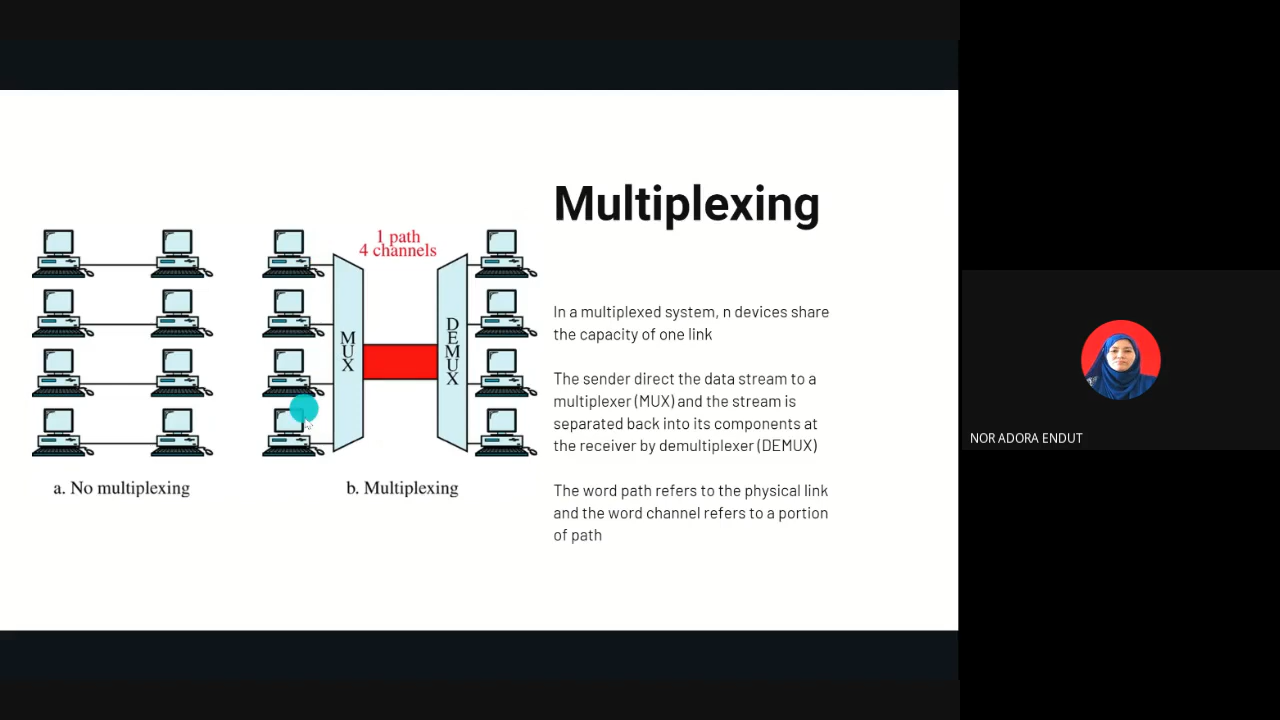 Multiplexing
1 path
4 channels
MUX
DEMUX
a. No multiplexing
b. Multiplexing
In a multiplexed system, n devices share
the capacity of one link
The sender direct the data stream to a
multiplexer (MUX) and the stream is
separated back into its components at
the receiver by demultiplexer (DEMUX)
The word path refers to the physical link
and the word channel refers to a portion
of path
NOR ADORA ENDUT